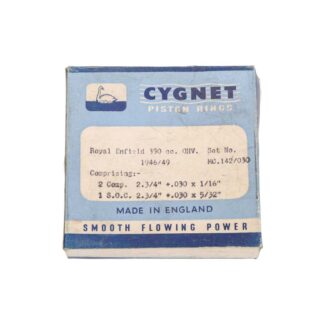 CYGNET
PISTON RINGS
Royal Enfield 350 cc. OHV. Set No.
1946/49 MC.142/030
Comprising:-
2 Comp. 2.3/4" +.030 x 1/16"
1 S.O.C. 2.3/4" +.030 x 5/32"
MADE IN ENGLAND
SMOOTH FLOWING POWER